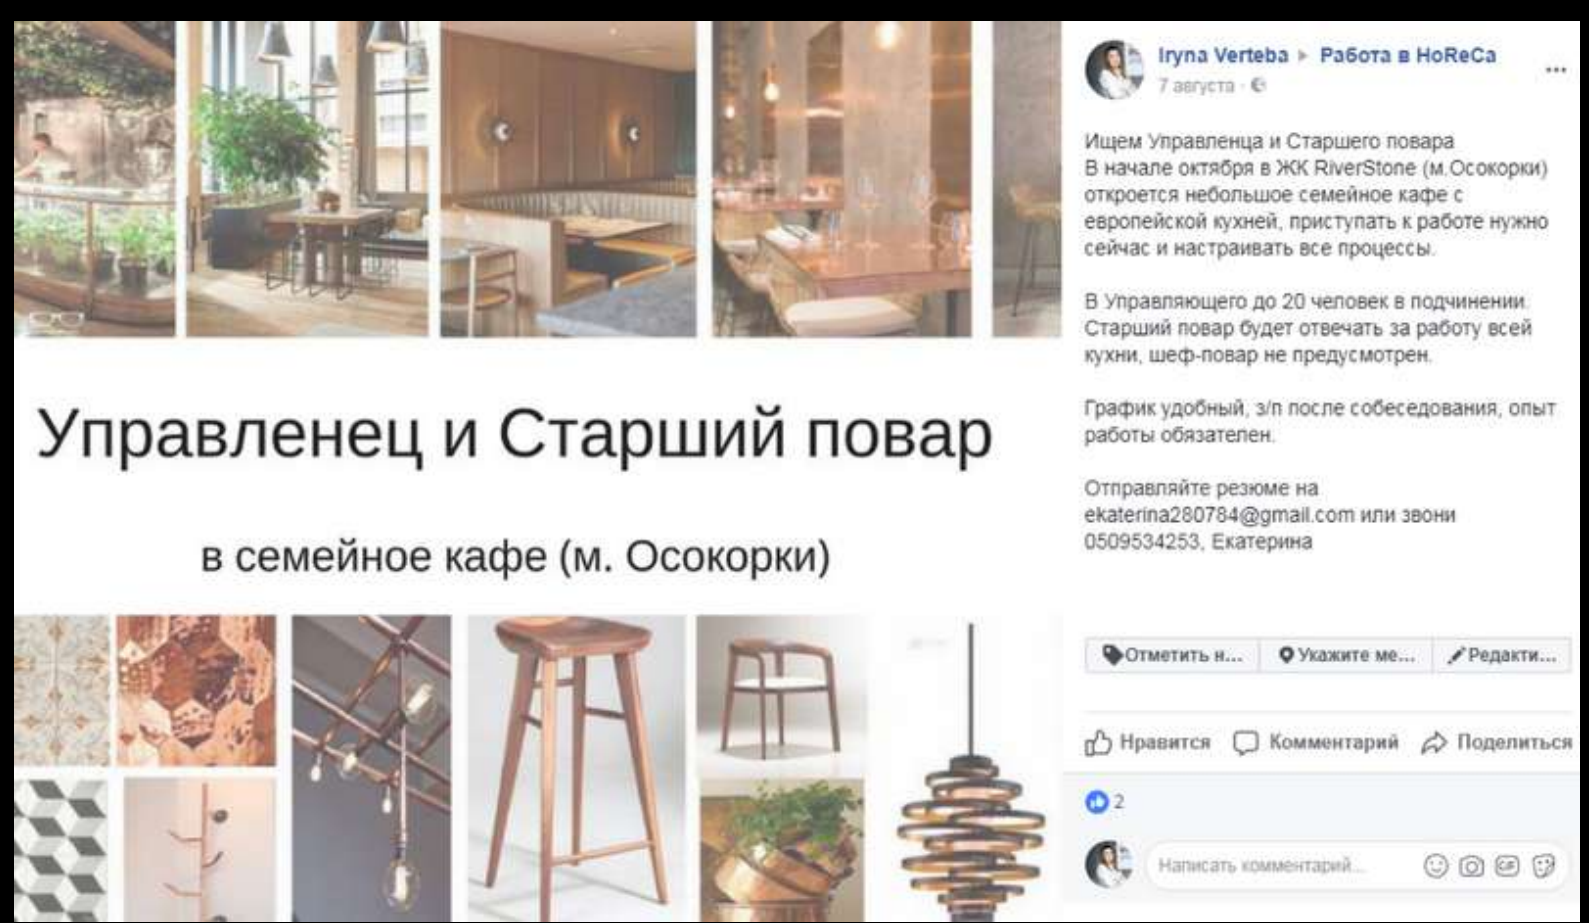 Управленец и Старший повар
в семейное кафе (м. Осокорки)
Iryna Verteba ▸ Работа в HoReCa
7 августа ·
Ищем Управленца и Старшего повара
В начале октября в ЖК RiverStone (м.Осокорки)
откроется небольшое семейное кафе с
европейской кухней, приступать к работе нужно
сейчас и настраивать все процессы.
В Управляющего до 20 человек в подчинении.
Старший повар будет отвечать за работу всей
кухни, шеф-повар не предусмотрен.
График удобный, з/п после собеседования, опыт
работы обязателен.
Отправляйте резюме на
ekaterina280784@gmail.com или звони
0509534253, Екатерина
Отметить н... Укажите ме... Редакти...
Нравится Комментарий Поделиться
2
Написать комментарий...
GIF